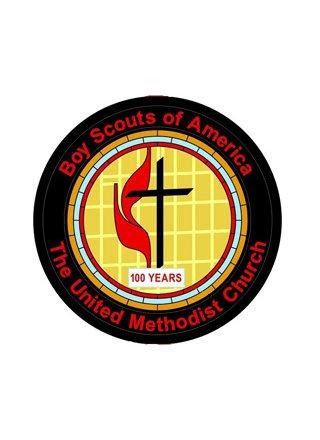 Boy Scouts of America
100 YEARS
The United Methodist Church